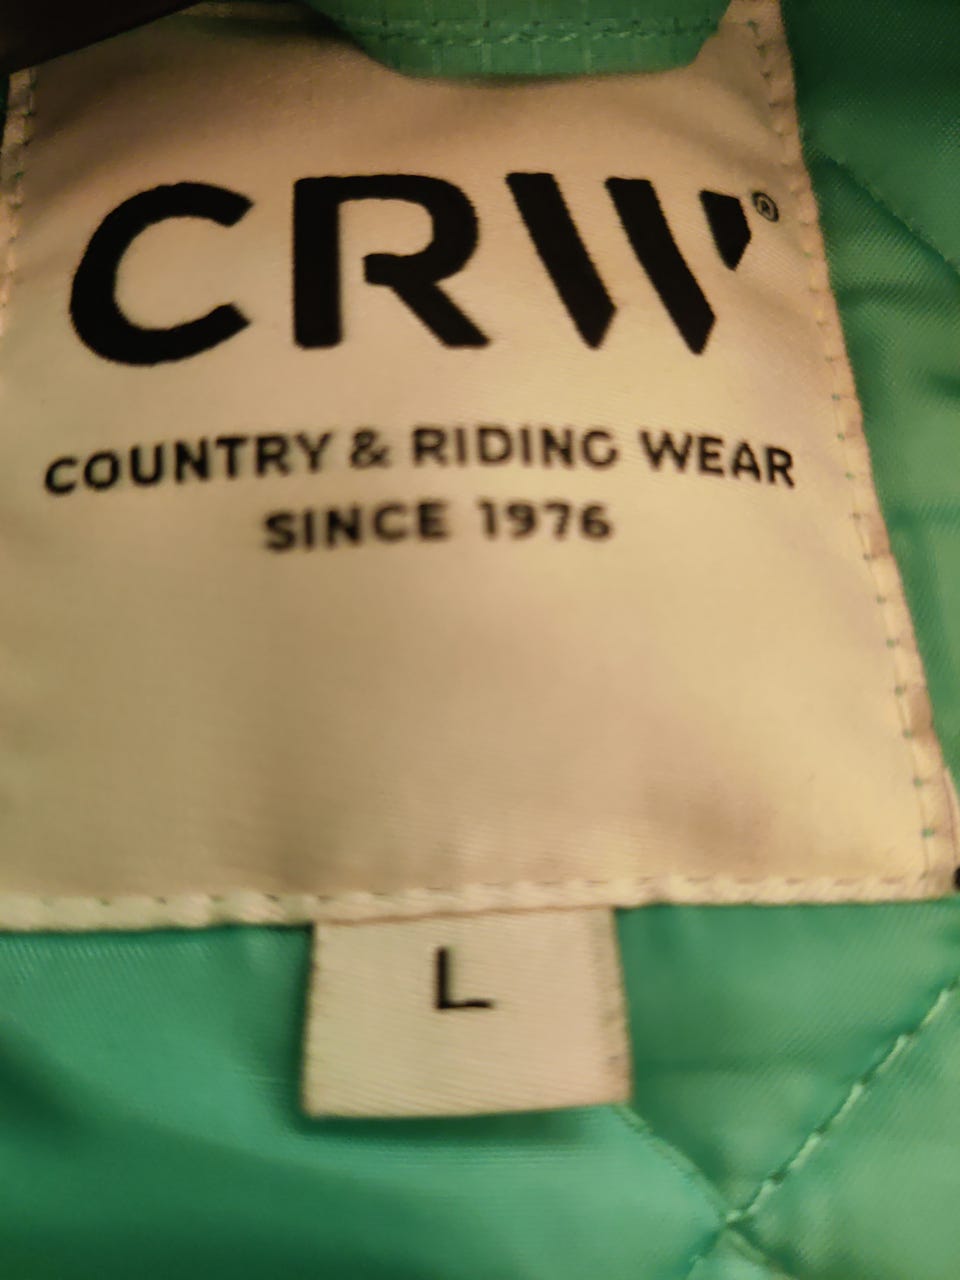 CRW®
COUNTRY & RIDING WEAR
SINCE 1976
L